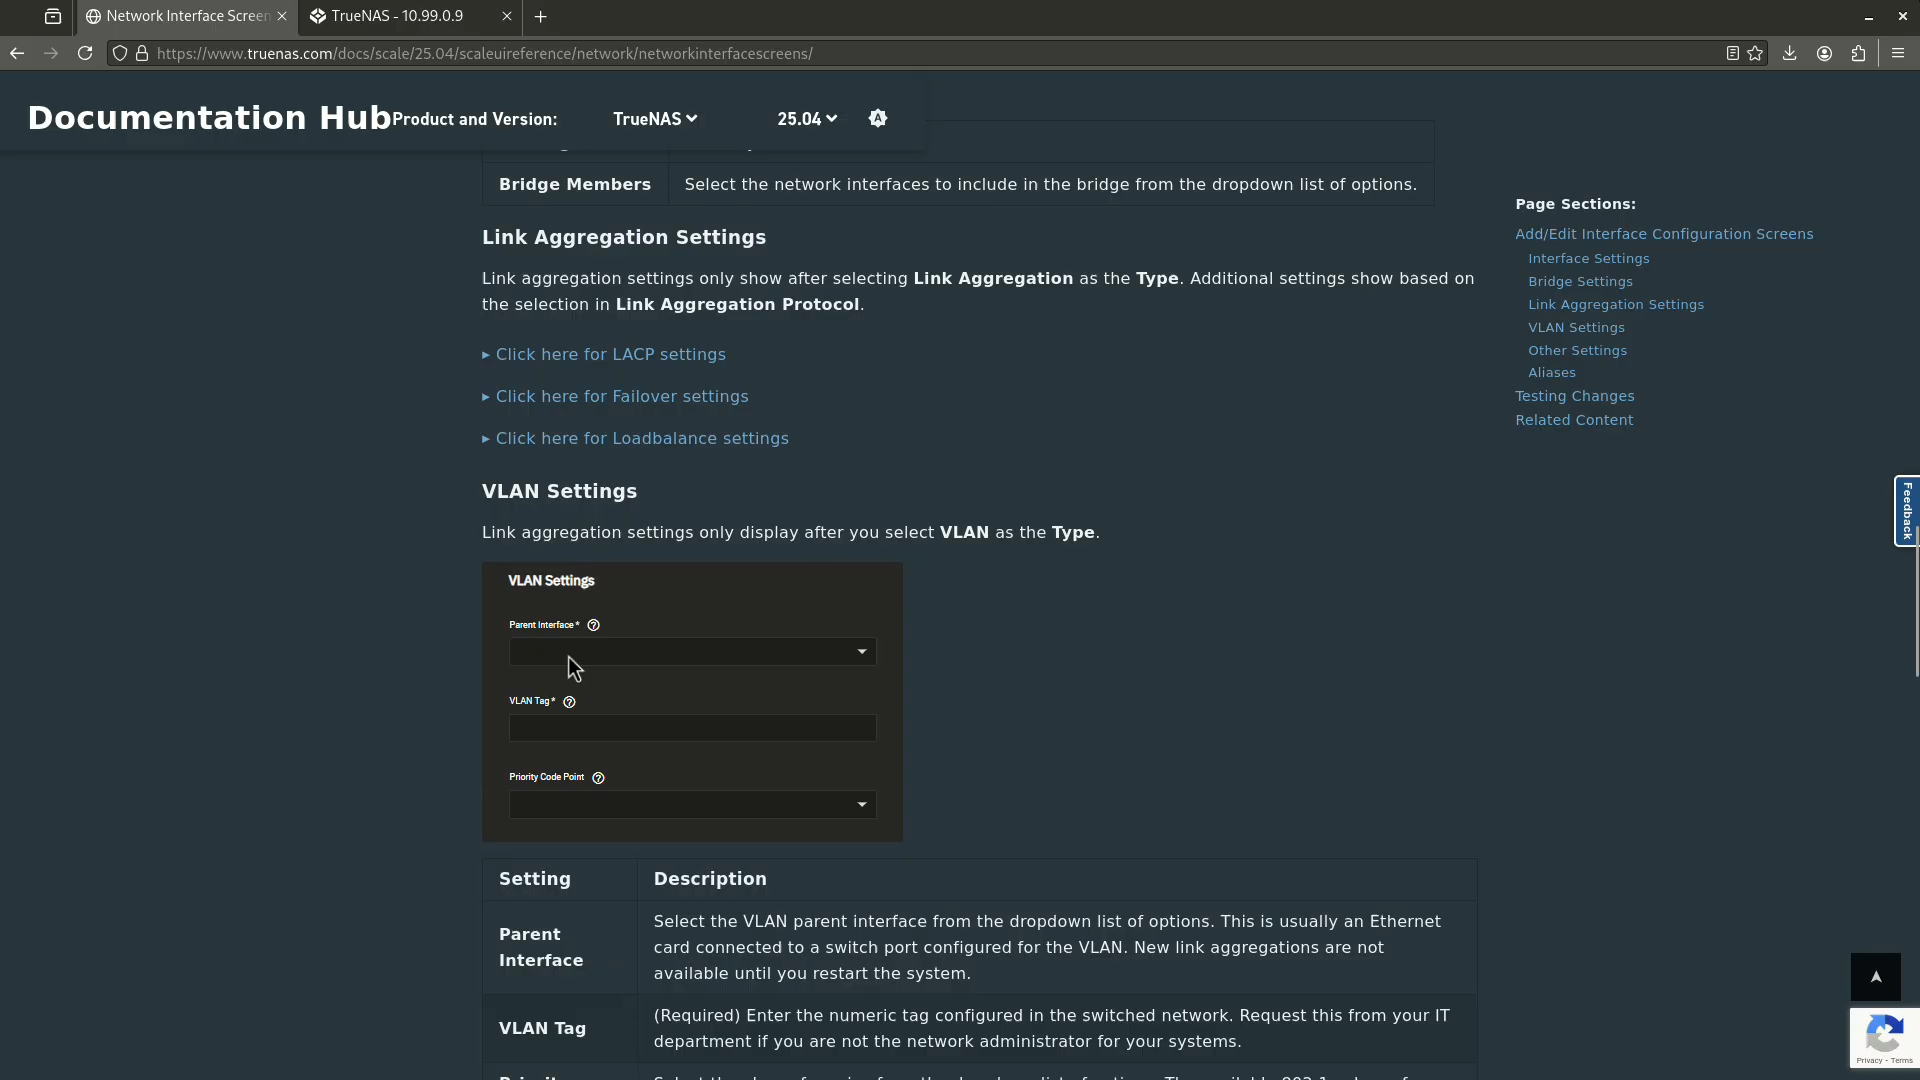 Network Interface Screen
TrueNAS - 10.99.0.9
https://www.truenas.com/docs/scale/25.04/scaleuireference/network/networkinterfacescreens/
Documentation Hub
Product and Version:
TrueNAS
25.04
A
Bridge Members
Select the network interfaces to include in the bridge from the dropdown list of options.
Link Aggregation Settings
Link aggregation settings only show after selecting Link Aggregation as the Type. Additional settings show based on
the selection in Link Aggregation Protocol.
▸ Click here for LACP settings
▸ Click here for Failover settings
▸ Click here for Loadbalance settings
VLAN Settings
Link aggregation settings only display after you select VLAN as the Type.
VLAN Settings
Parent Interface* ?
VLAN Tag* ?
Priority Code Point ?
Setting
Description
Parent
Interface
Select the VLAN parent interface from the dropdown list of options. This is usually an Ethernet
card connected to a switch port configured for the VLAN. New link aggregations are not
available until you restart the system.
VLAN Tag
(Required) Enter the numeric tag configured in the switched network. Request this from your IT
department if you are not the network administrator for your systems.
Page Sections:
Add/Edit Interface Configuration Screens
Interface Settings
Bridge Settings
Link Aggregation Settings
VLAN Settings
Other Settings
Aliases
Testing Changes
Related Content
Feedback
Privacy - Terms